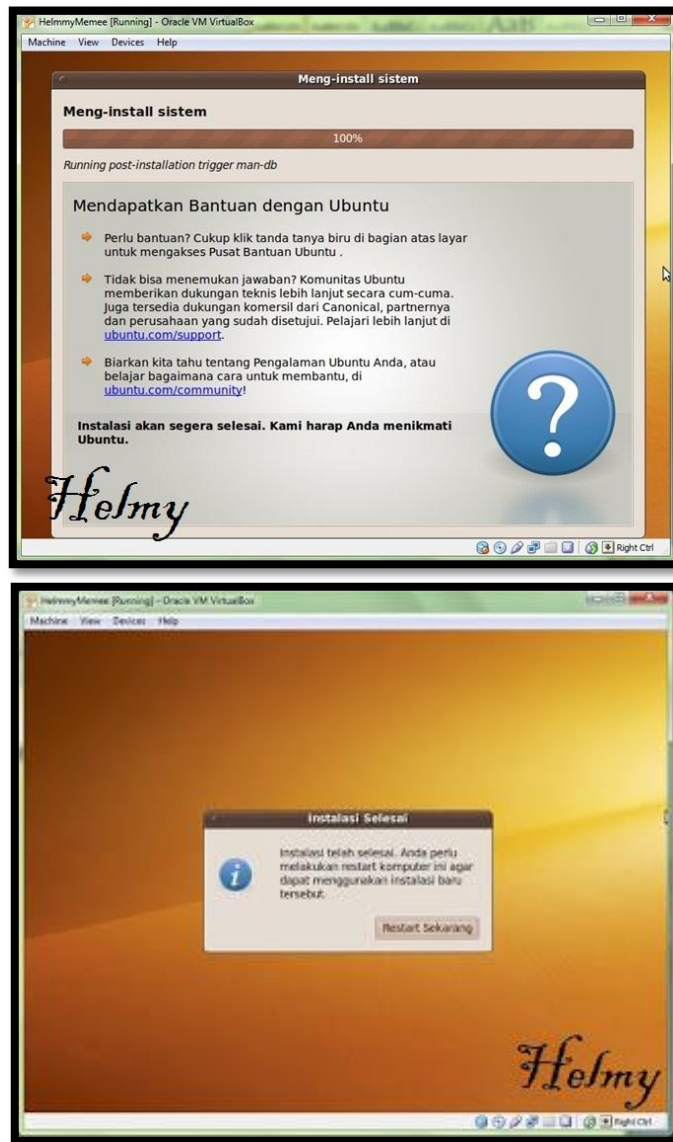 HelmmyMemee [Running] - Oracle VM VirtualBox
Machine View Devices Help
Meng-install sistem
Meng-install sistem
100%
Running post-installation trigger man-db
Mendapatkan Bantuan dengan Ubuntu
Perlu bantuan? Cukup klik tanda tanya biru di bagian atas layar
untuk mengakses Pusat Bantuan Ubuntu .
Tidak bisa menemukan jawaban? Komunitas Ubuntu
memberikan dukungan teknis lebih lanjut secara cum-cuma.
Juga tersedia dukungan komersil dari Canonical, partnernya
dan perusahaan yang sudah disetujui. Pelajari lebih lanjut di
ubuntu.com/support.
Biarkan kita tahu tentang Pengalaman Ubuntu Anda, atau
belajar bagaimana cara untuk membantu, di
ubuntu.com/community!
Instalasi akan segera selesai. Kami harap Anda menikmati
Ubuntu.
Helmy
Right Ctrl
HelmmyMemee [Running] - Oracle VM VirtualBox
Machine View Devices Help
Instalasi Selesai
Instalasi telah selesai. Anda perlu
melakukan restart komputer ini agar
dapat menggunakan instalasi baru
tersebut.
Restart Sekarang
Helmy
Right Ctrl